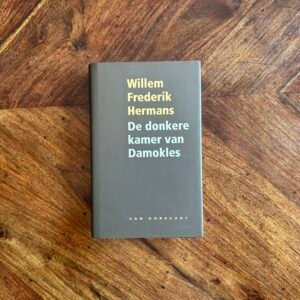 Willem
Frederik
Hermans
De donkere
kamer van
Damokles
VAN OORSCHOT